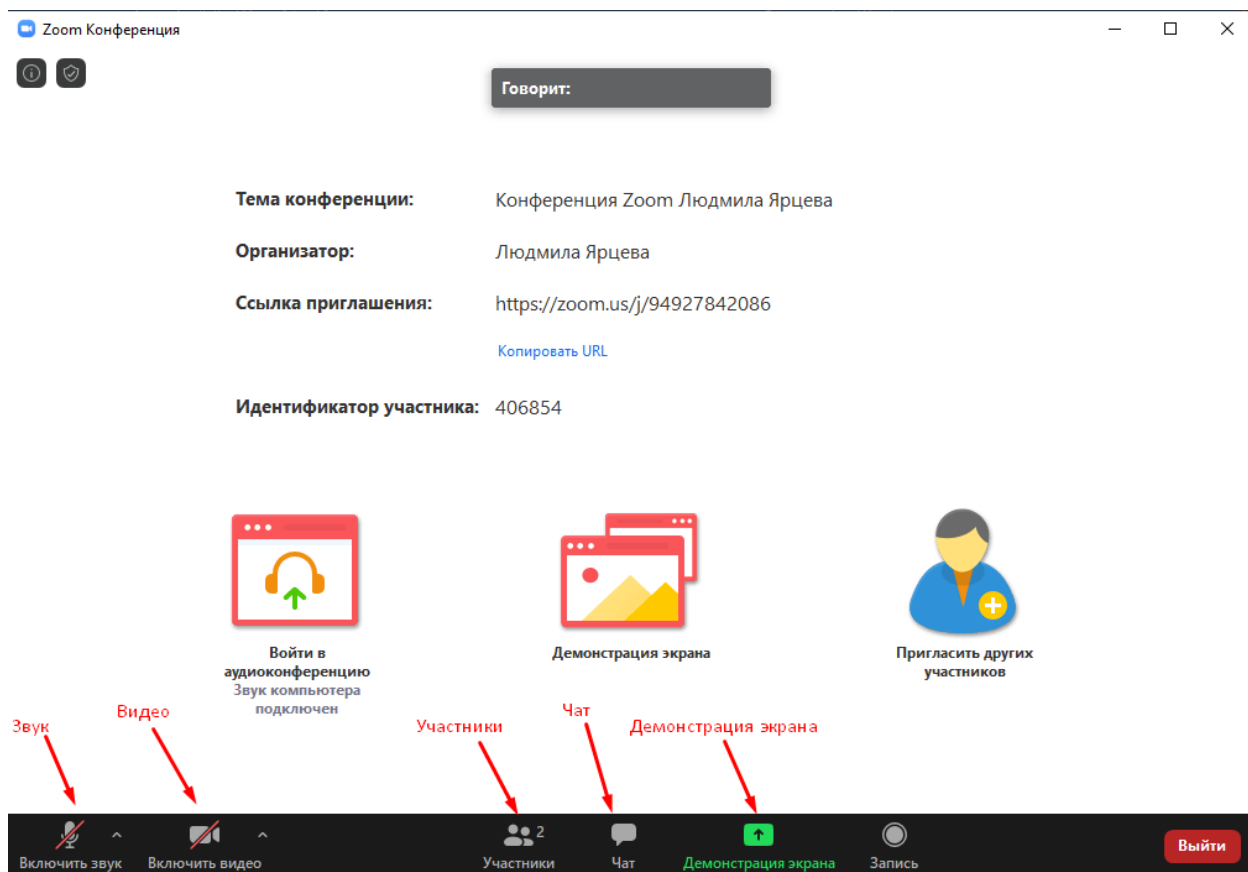 Zoom Конференция
Говорит:
Тема конференции: Конференция Zoom Людмила Ярцева
Организатор: Людмила Ярцева
Ссылка приглашения: https://zoom.us/j/94927842086
Копировать URL
Идентификатор участника: 406854
Войти в
аудиоконференцию
Звук компьютера
подключен
Демонстрация экрана
Пригласить других
участников
Звук
Видео
Участники
Чат
Демонстрация экрана
2
Включить звук
Включить видео
Участники
Чат
Демонстрация экрана
Запись
Выйти